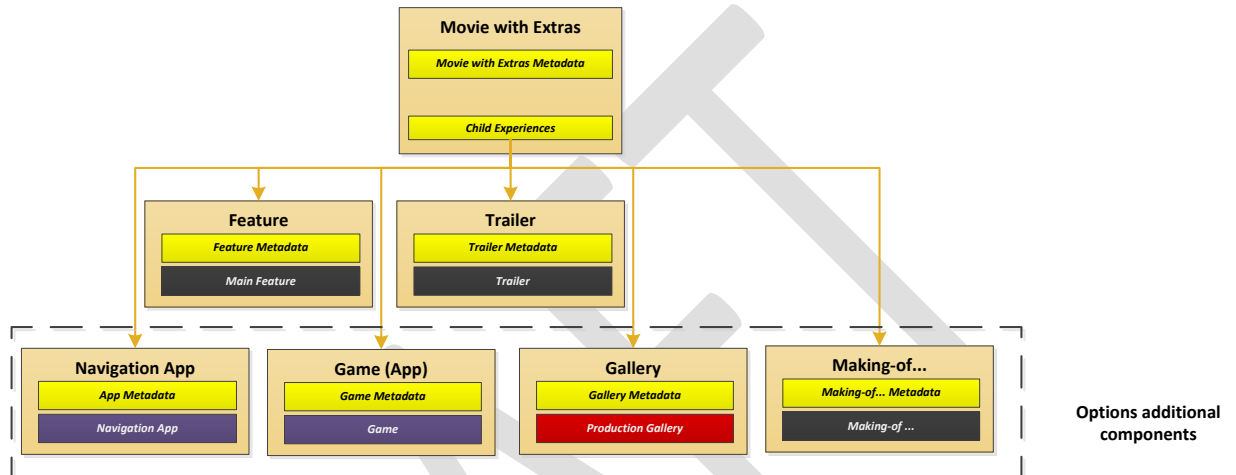 Movie with Extras
Movie with Extras Metadata
Child Experiences
Feature
Feature Metadata
Main Feature
Trailer
Trailer Metadata
Trailer
Navigation App
App Metadata
Navigation App
Game (App)
Game Metadata
Game
Gallery
Gallery Metadata
Production Gallery
Making-of...
Making-of... Metadata
Making-of ...
Options additional
components